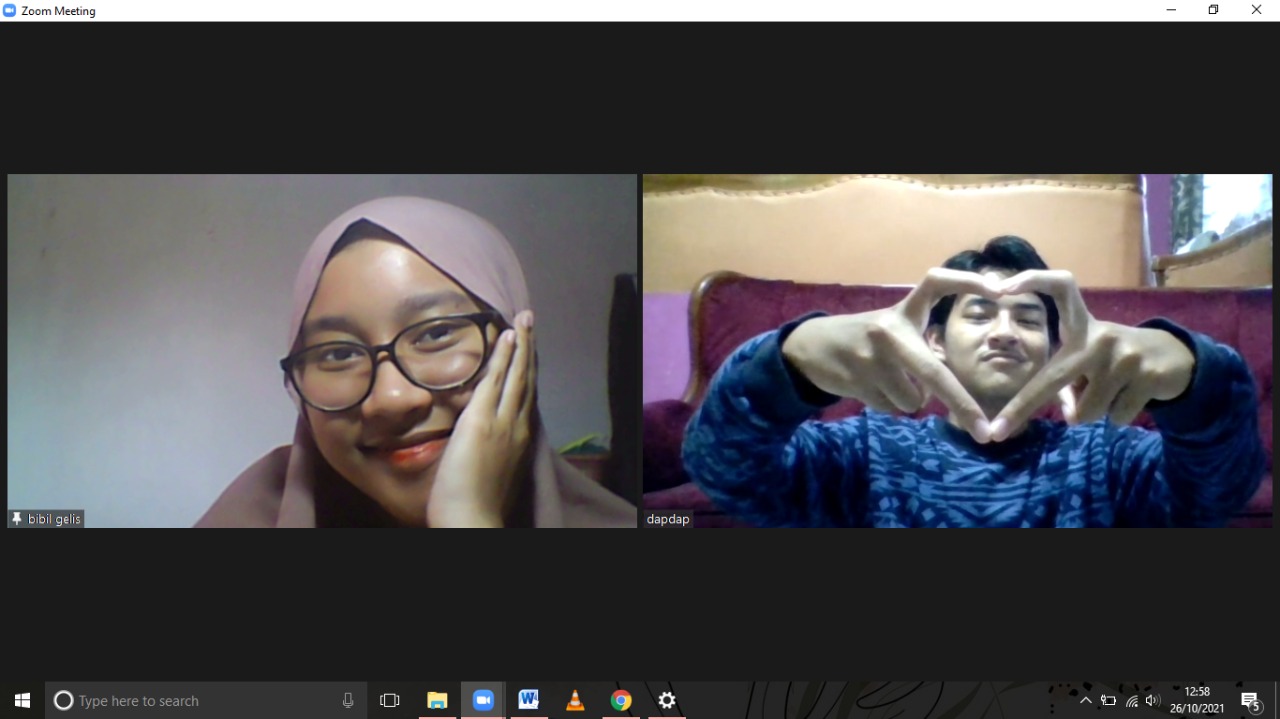 Zoom Meeting
bibil gelis
dapdap
Type here to search
12:58
26/10/2021
5